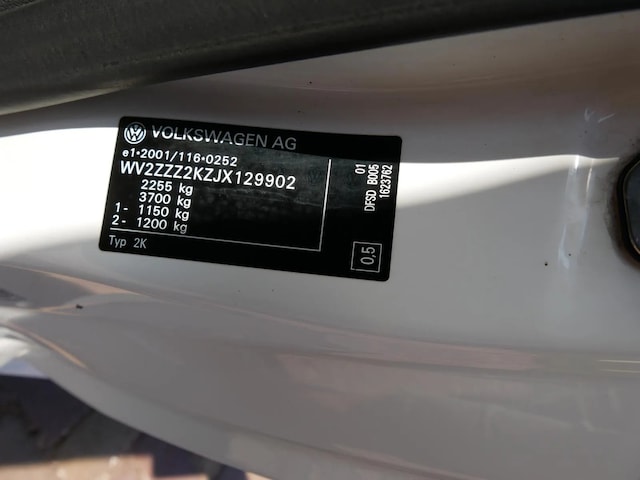 VOLKSWAGEN AG
e1*2001/116*0252
WV2ZZZ2KZJX129902
2255 kg
3700 kg
1- 1150 kg
2- 1200 kg
Typ 2K
01
DFSD B005
1623762
0,5